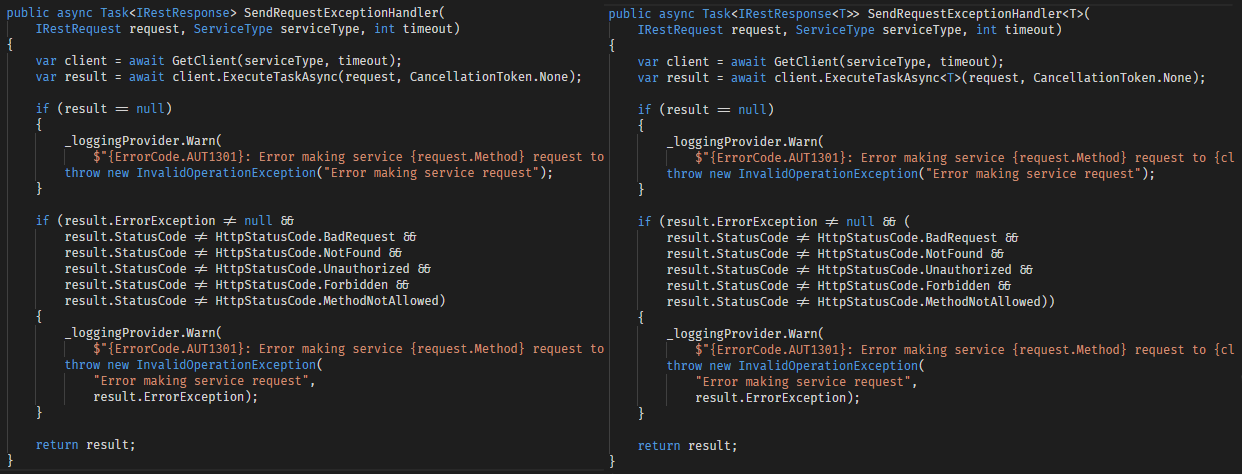 public async Task<IRestResponse> SendRequestExceptionHandler(
IRestRequest request, ServiceType serviceType, int timeout)
{
var client = await GetClient(serviceType, timeout);
var result = await client.ExecuteTaskAsync(request, CancellationToken.None);
if (result == null)
{
_loggingProvider.Warn(
$"{ErrorCode.AUT1301}: Error making service {request.Method} request to
throw new InvalidOperationException("Error making service request");
}
if (result.ErrorException != null &&
result.StatusCode != HttpStatusCode.BadRequest &&
result.StatusCode != HttpStatusCode.NotFound &&
result.StatusCode != HttpStatusCode.Unauthorized &&
result.StatusCode != HttpStatusCode.Forbidden &&
result.StatusCode != HttpStatusCode.MethodNotAllowed)
{
_loggingProvider.Warn(
$"{ErrorCode.AUT1301}: Error making service {request.Method} request to
throw new InvalidOperationException(
"Error making service request",
result.ErrorException);
}
return result;
}
public async Task<IRestResponse<T>> SendRequestExceptionHandler<T>(
IRestRequest request, ServiceType serviceType, int timeout)
{
var client = await GetClient(serviceType, timeout);
var result = await client.ExecuteTaskAsync<T>(request, CancellationToken.None);
if (result == null)
{
_loggingProvider.Warn(
$"{ErrorCode.AUT1301}: Error making service {request.Method} request to {cl
throw new InvalidOperationException("Error making service request");
}
if (result.ErrorException != null && (
result.StatusCode != HttpStatusCode.BadRequest &&
result.StatusCode != HttpStatusCode.NotFound &&
result.StatusCode != HttpStatusCode.Unauthorized &&
result.StatusCode != HttpStatusCode.Forbidden &&
result.StatusCode != HttpStatusCode.MethodNotAllowed))
{
_loggingProvider.Warn(
$"{ErrorCode.AUT1301}: Error making service {request.Method} request to {cl
throw new InvalidOperationException(
"Error making service request",
result.ErrorException);
}
return result;
}